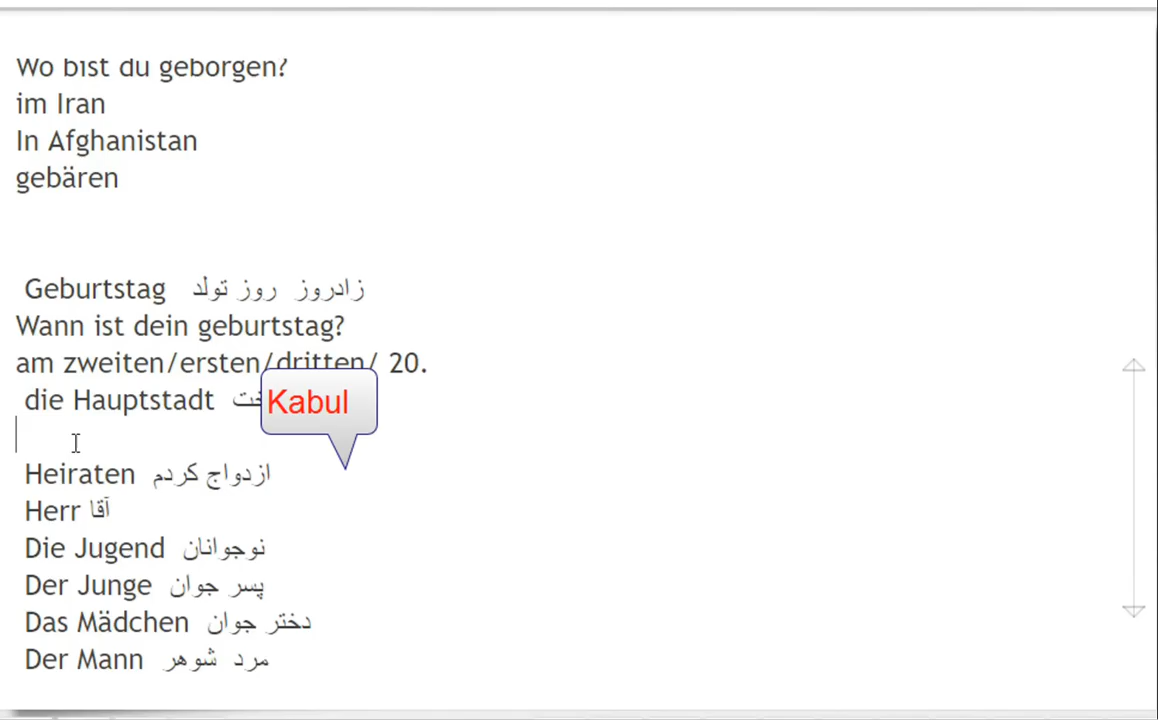 Wo bist du geborgen?
im Iran
In Afghanistan
gebären
Geburtstag زادروز روز تولد
Wann ist dein geburtstag?
am zweiten/ersten/dritten/ 20.
die Hauptstadt
Kabul
Heiraten ازدواج کردم
Herr آقا
Die Jugend نوجوانان
Der Junge پسر جوان
Das Mädchen دختر جوان
Der Mann مرد شوهر